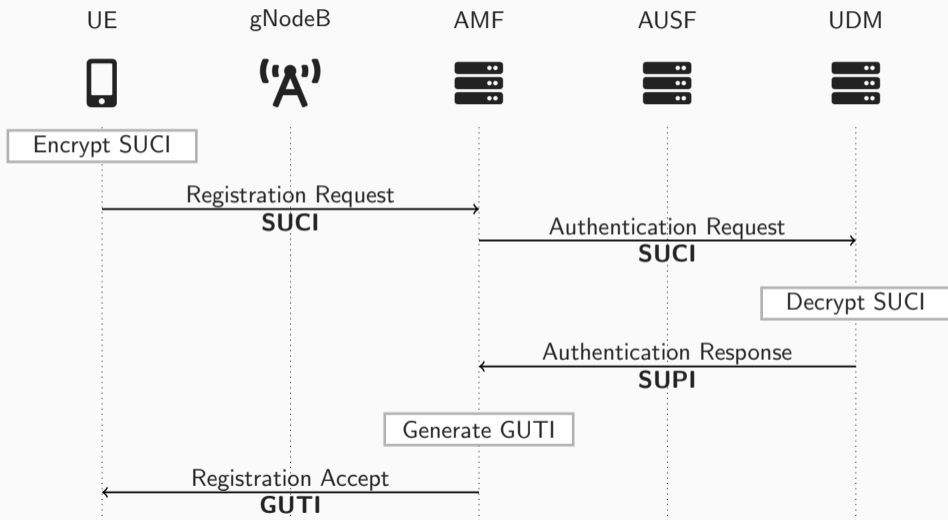 UE gNodeB AMF AUSF UDM
Encrypt SUCI
Registration Request
SUCI
Authentication Request
SUCI
Decrypt SUCI
Authentication Response
SUPI
Generate GUTI
Registration Accept
GUTI